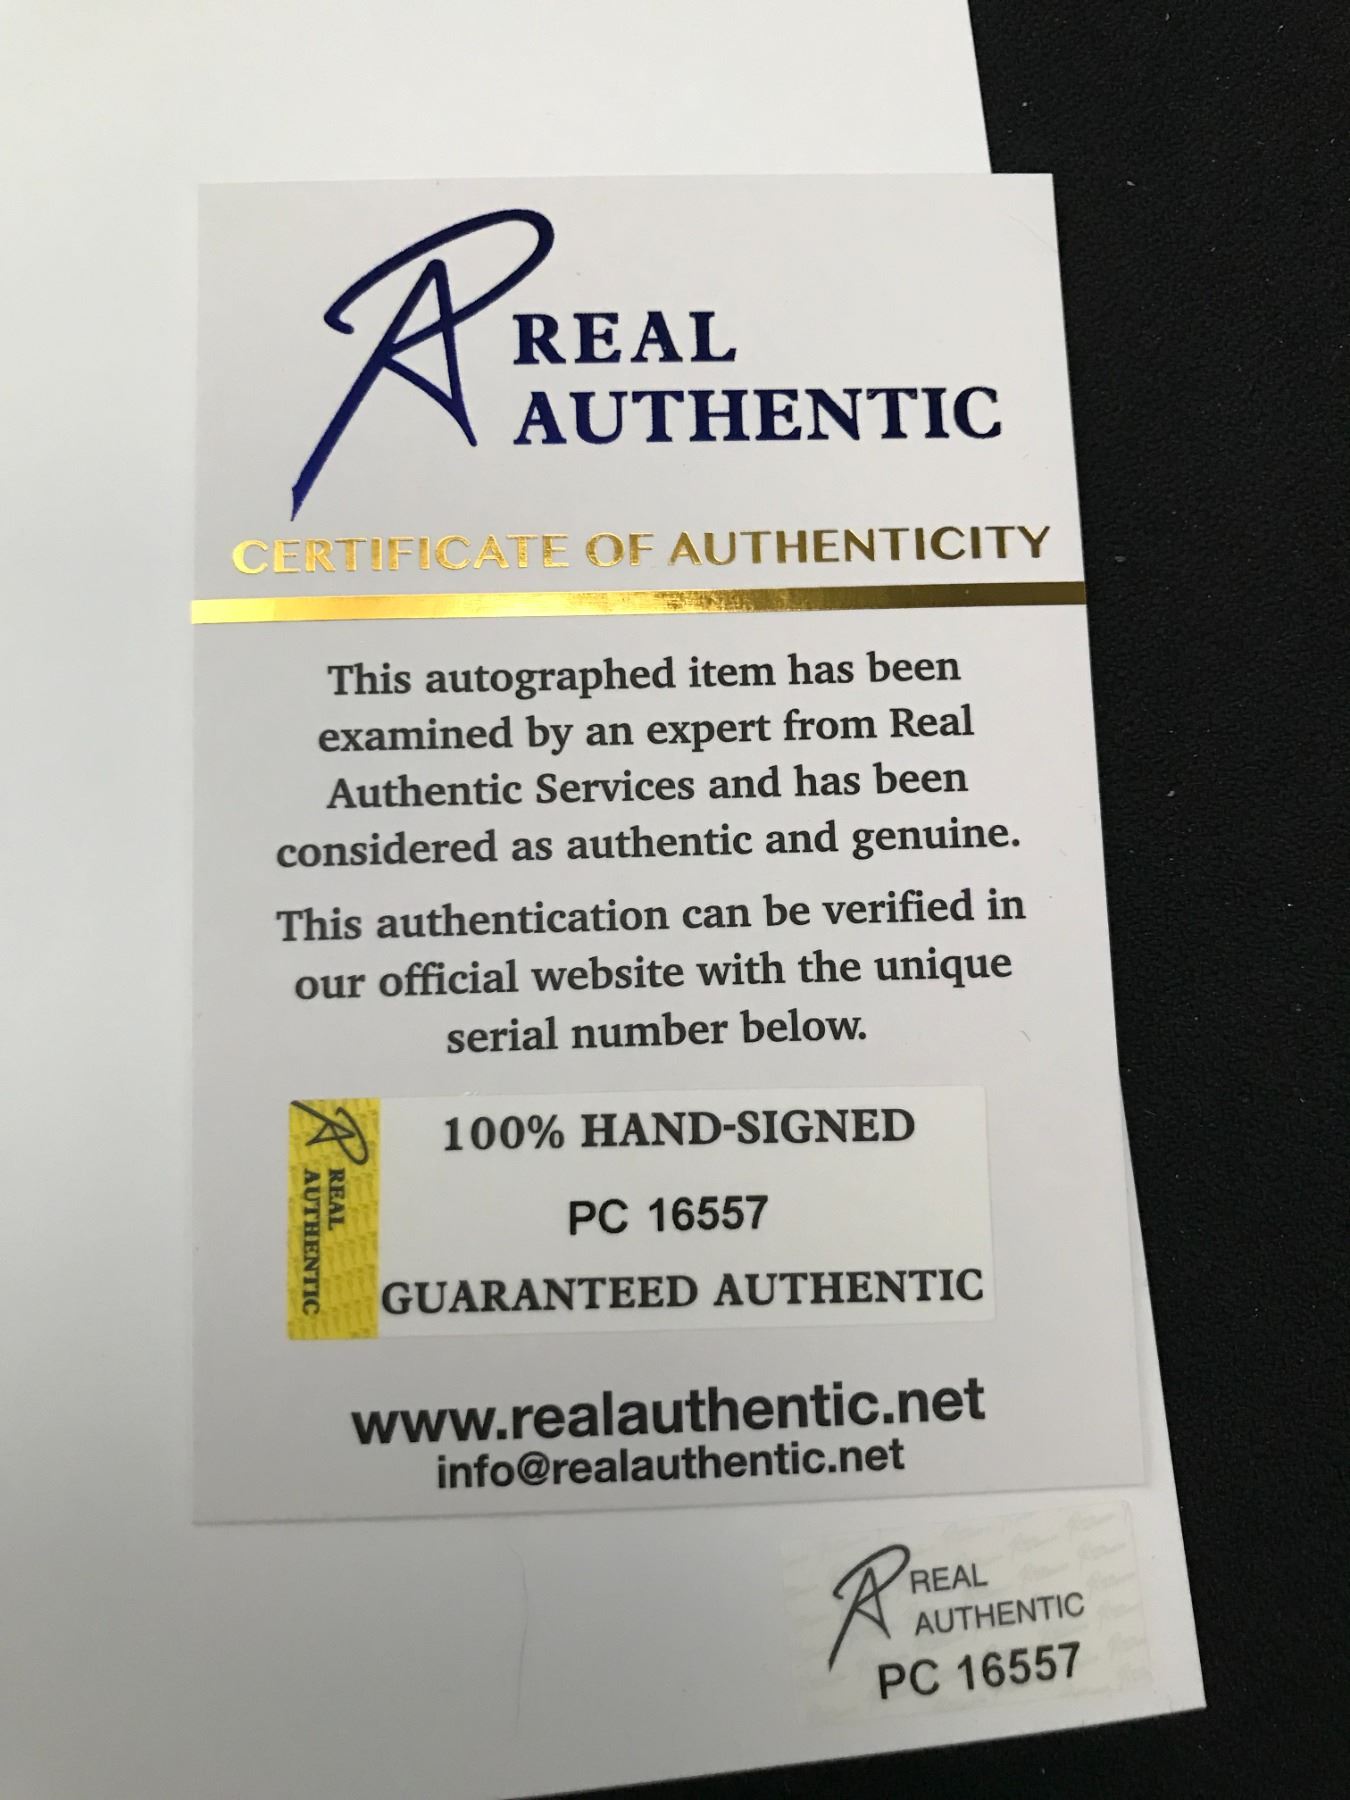 REAL
AUTHENTIC
CERTIFICATE OF AUTHENTICITY
This autographed item has been
examined by an expert from Real
Authentic Services and has been
considered as authentic and genuine.
This authentication can be verified in
our official website with the unique
serial number below.
REAL
AUTHENTIC
100% HAND-SIGNED
PC 16557
GUARANTEED AUTHENTIC
www.realauthentic.net
info@realauthentic.net
REAL
AUTHENTIC
PC 16557